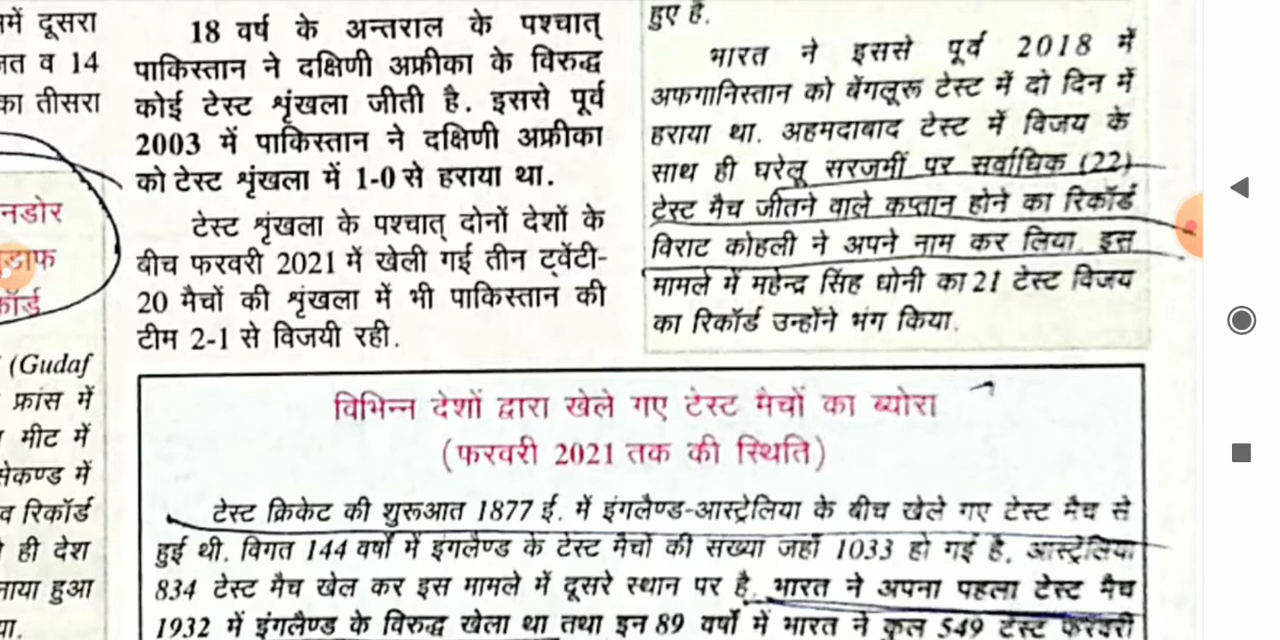 में दूसरा
व 14
का तीसरा
नडोर
डाफ
कॉर्ड
(Gudaf
फ्रांस में
मीट में
सेकण्ड में
व रिकॉर्ड
ही देश
हुआ
18 वर्ष के अन्तराल के पश्चात्
पाकिस्तान ने दक्षिणी अफ्रीका के विरुद्ध
कोई टेस्ट शृंखला जीती है. इससे पूर्व
2003 में पाकिस्तान ने दक्षिणी अफ्रीका
को टेस्ट शृंखला में 1-0 से हराया था.
टेस्ट शृंखला के पश्चात् दोनों देशों के
बीच फरवरी 2021 में खेली गई तीन ट्वेंटी-
20 मैचों की शृंखला में भी पाकिस्तान की
टीम 2-1 से विजयी रही.
हुए हैं.
भारत ने इससे पूर्व 2018 में
अफगानिस्तान को बेंगलूरू टेस्ट में दो दिन में
हराया था. अहमदाबाद टेस्ट में विजय के
साथ ही घरेलू सरजमीं पर सर्वाधिक (22)
टेस्ट मैच जीतने वाले कप्तान होने का रिकॉर्ड
विराट कोहली ने अपने नाम कर लिया. इस
मामले में महेन्द्र सिंह धोनी का 21 टेस्ट विजय
का रिकॉर्ड उन्होंने भंग किया.
विभिन्न देशों द्वारा खेले गए टेस्ट मैचों का ब्योरा
(फरवरी 2021 तक की स्थिति)
टेस्ट क्रिकेट की शुरूआत 1877 ई. में इंगलैण्ड-आस्ट्रेलिया के बीच खेले गए टेस्ट मैच से
हुई थी. विगत 144 वर्षों में इंगलैण्ड के टेस्ट मैचों की संख्या जहाँ 1033 हो गई है, आस्ट्रेलिया
834 टेस्ट मैच खेल कर इस मामले में दूसरे स्थान पर है. भारत ने अपना पहला टेस्ट मैच
1932 में इंगलैण्ड के विरुद्ध खेला था तथा इन 89 वर्षों में भारत ने कुल 549 टेस्ट फरवरी